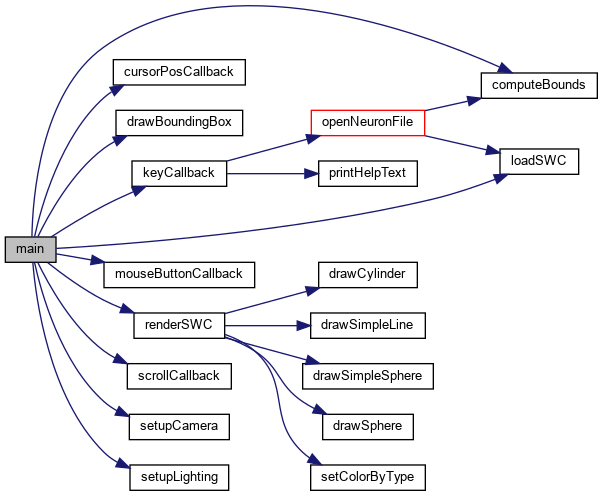 cursorPosCallback
computeBounds
drawBoundingBox
openNeuronFile
keyCallback
loadSWC
printHelpText
main
mouseButtonCallback
drawCylinder
renderSWC
drawSimpleLine
scrollCallback
drawSimpleSphere
setupCamera
drawSphere
setupLighting
setColorByType